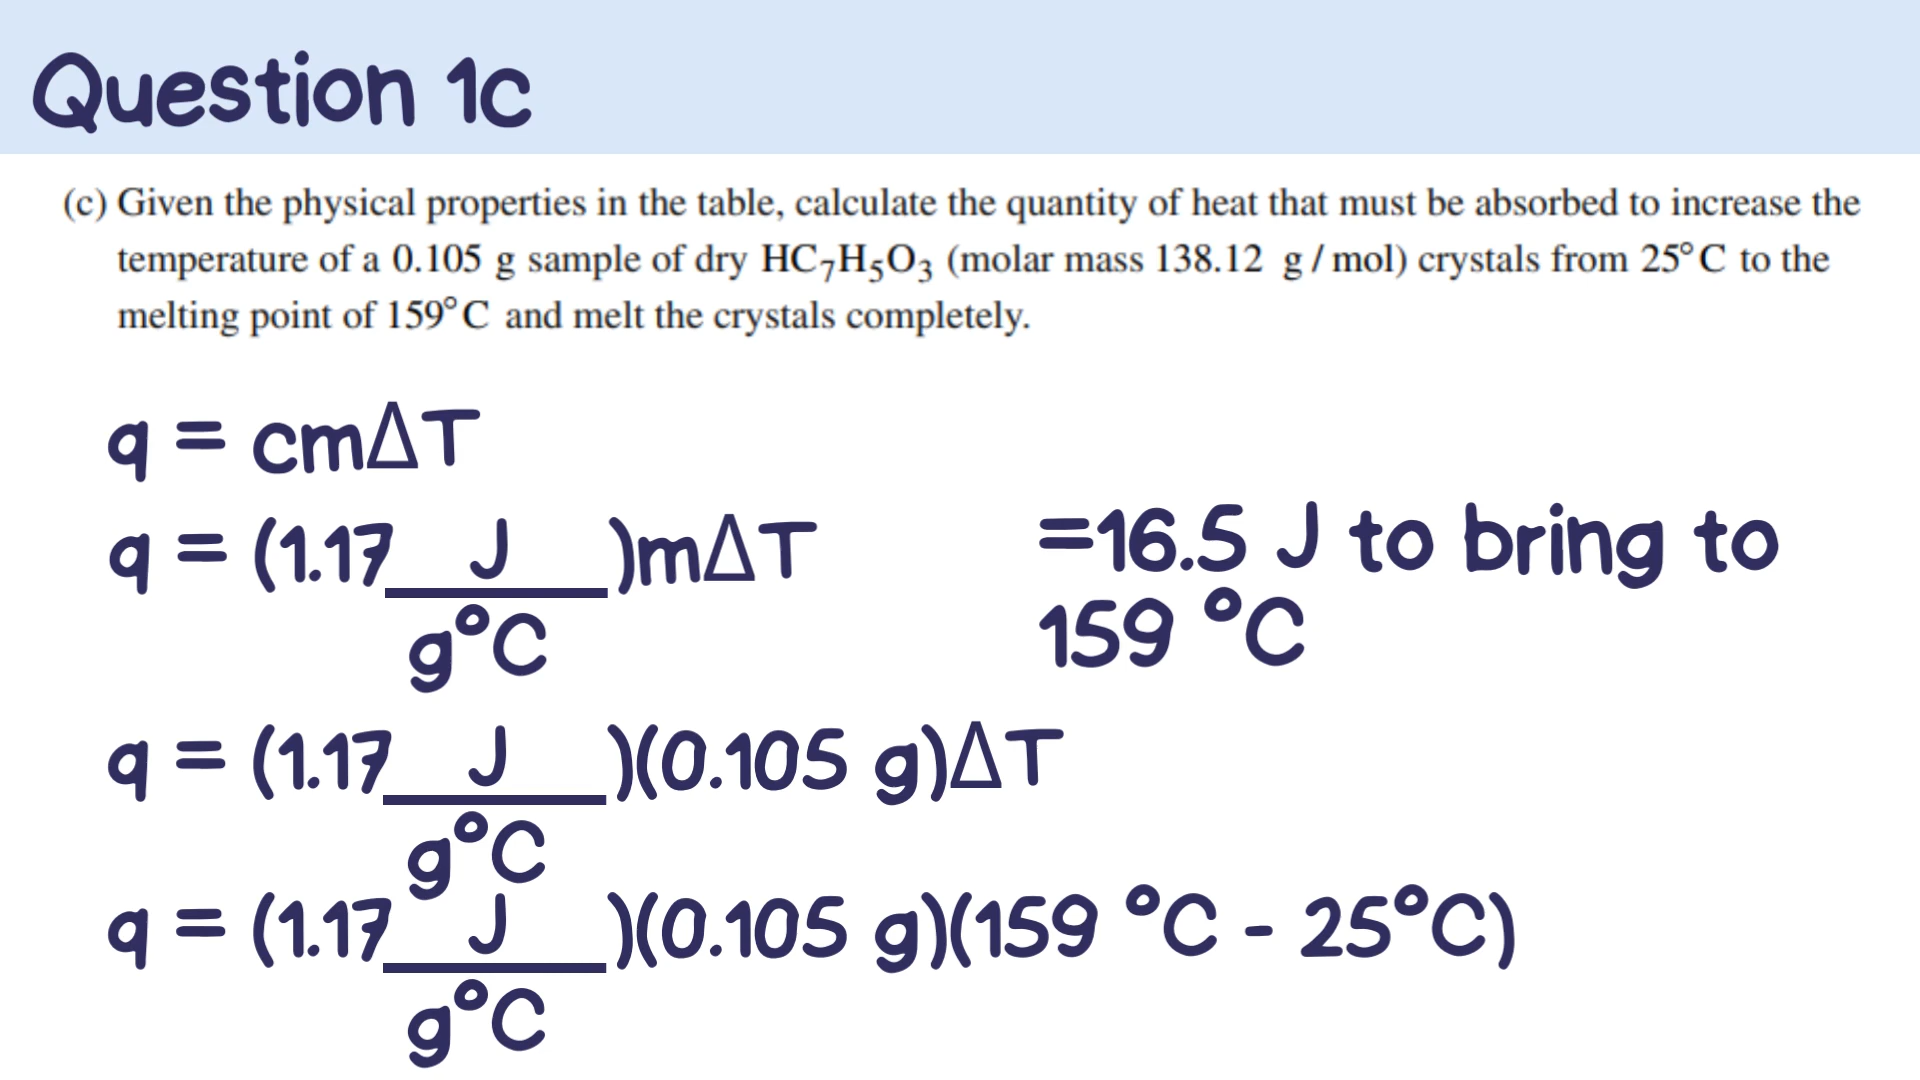 Question 1c
(c) Given the physical properties in the table, calculate the quantity of heat that must be absorbed to increase the
temperature of a 0.105 g sample of dry HC₇H₅O₃ (molar mass 138.12 g / mol) crystals from 25°C to the
melting point of 159°C and melt the crystals completely.
q = cmΔT
q = (1.17 J )mΔT
g°C
q = (1.17 J )(0.105 g)ΔT
g°C
q = (1.17 J )(0.105 g)(159 °C - 25°C)
g°C
=16.5 J to bring to
159 °C